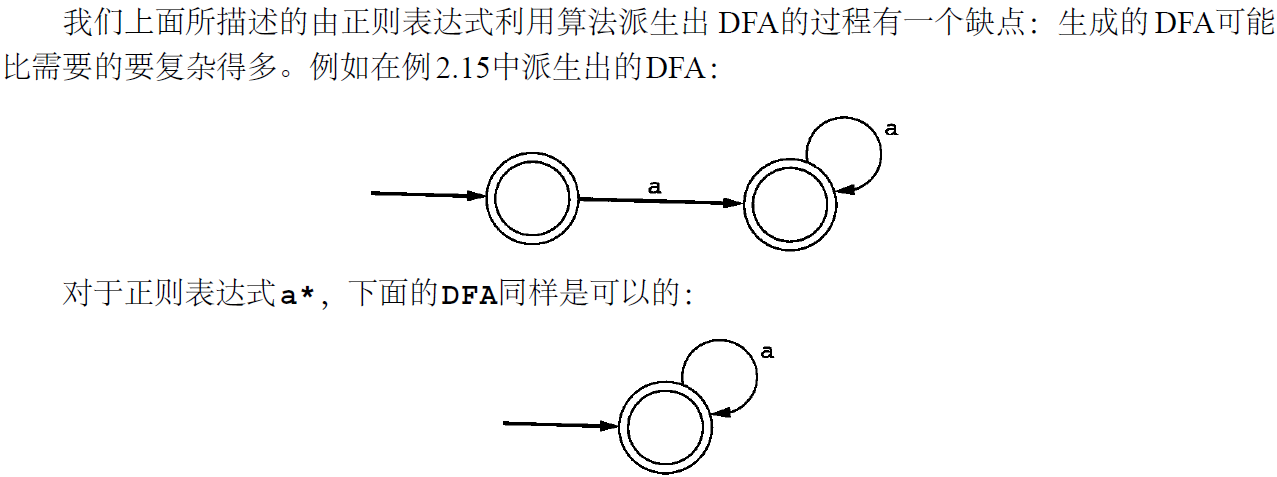 我们上面所描述的由正则表达式利用算法派生出 DFA的过程有一个缺点：生成的 DFA可能
比需要的要复杂得多。例如在例2.15中派生出的DFA：
a
a
对于正则表达式a*，下面的DFA同样是可以的：
a